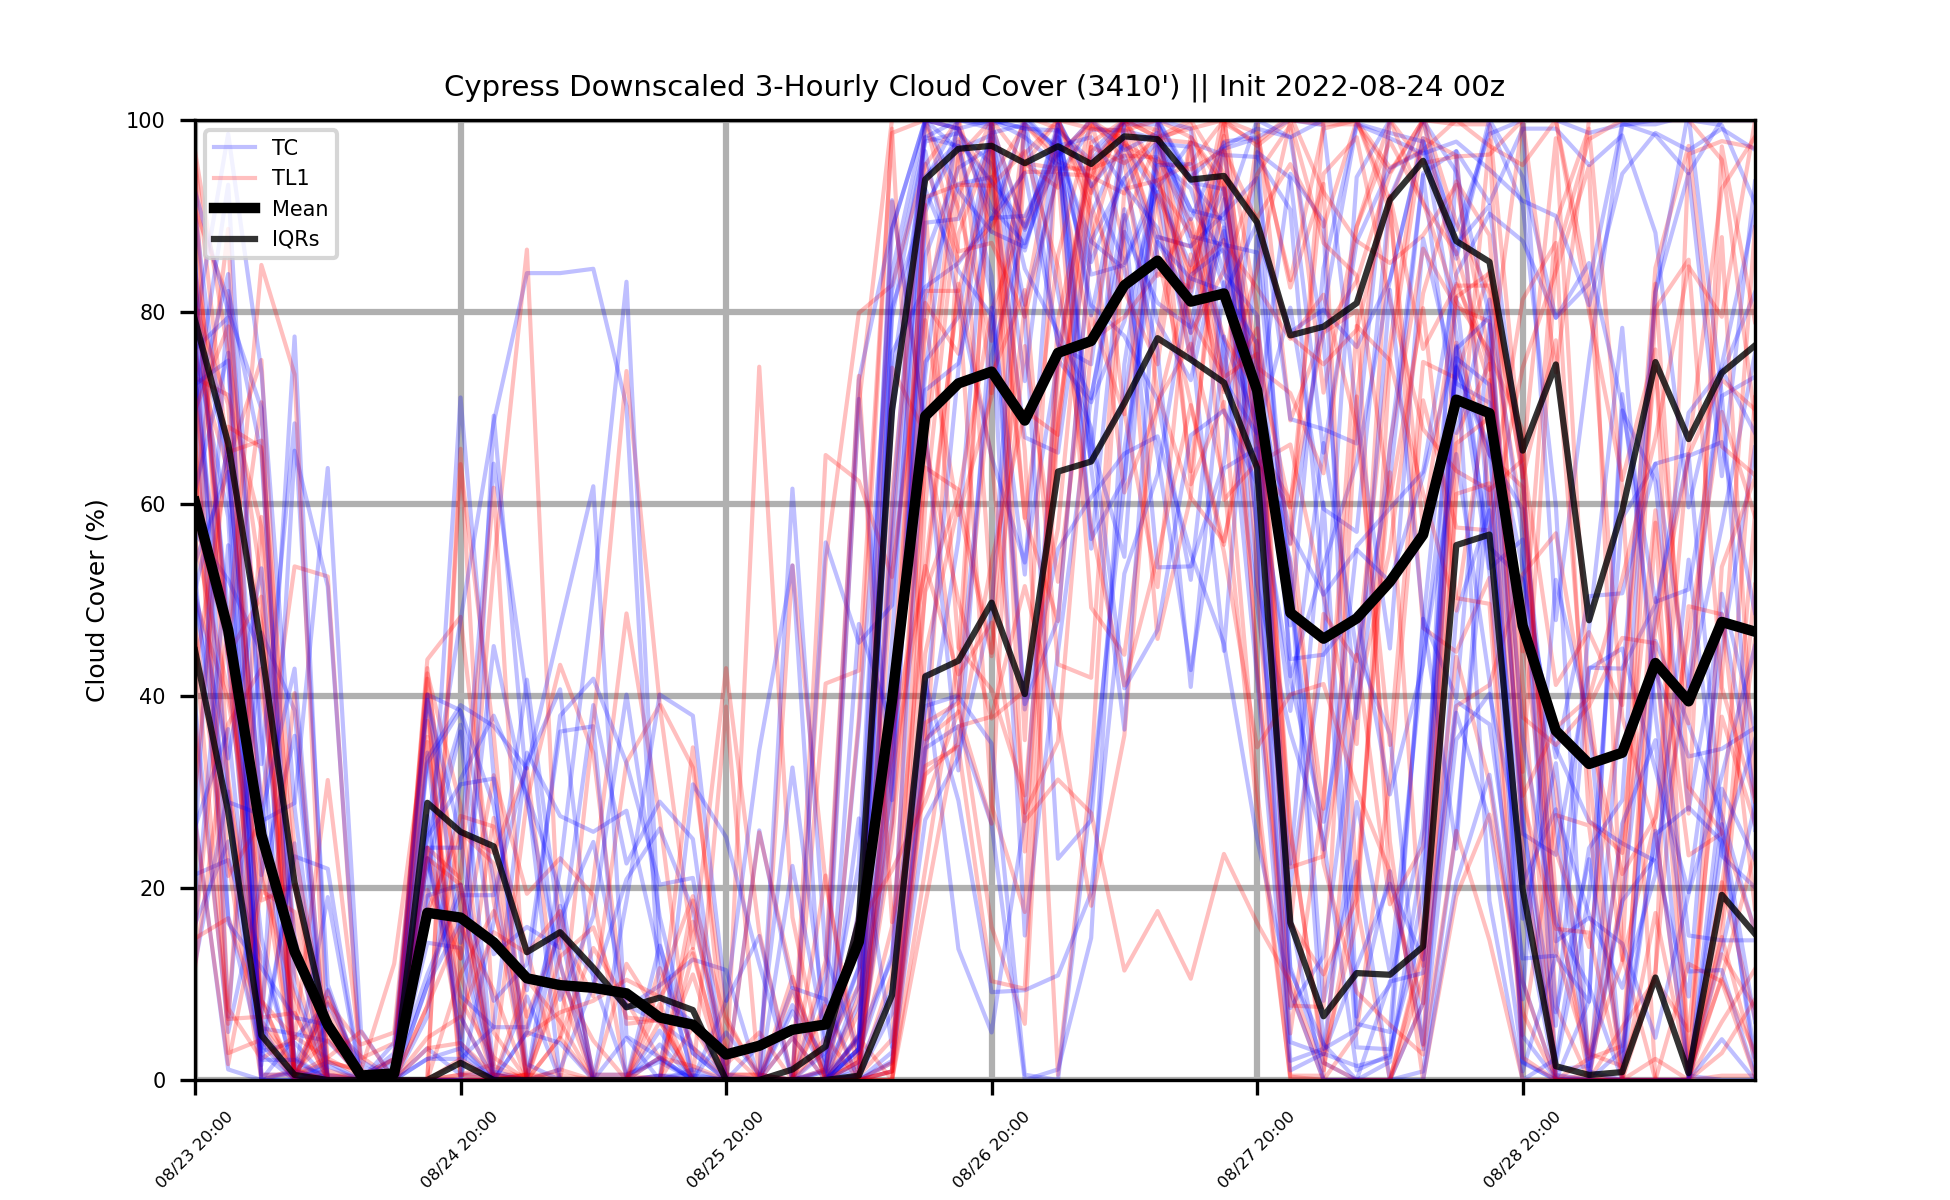 Cypress Downscaled 3-Hourly Cloud Cover (3410') || Init 2022-08-24 00z
100
80
60
40
20
0
Cloud Cover (%)
TC
TL1
Mean
IQRs
08/23 20:00
08/24 20:00
08/25 20:00
08/26 20:00
08/27 20:00
08/28 20:00